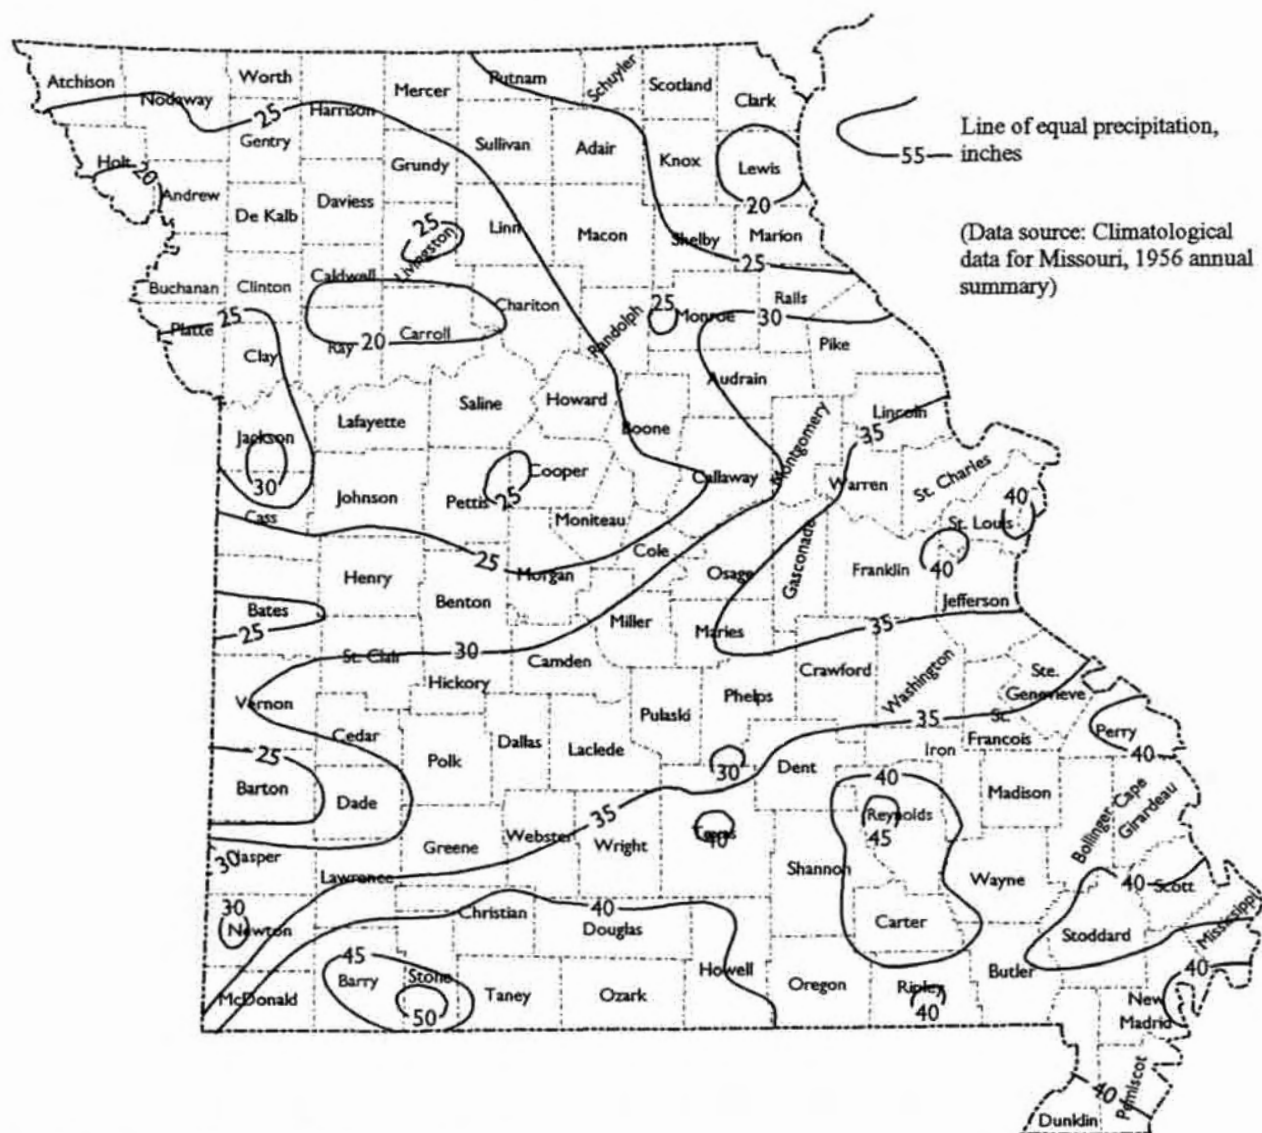 Atchison
Nodaway
Worth
Harrison
Mercer
Putnam
Schuyler
Scotland
Clark
25
Gentry
Sullivan
Adair
Knox
Lewis
20
Line of equal precipitation,
55
inches
Holt
20
Andrew
De Kalb
Daviess
Grundy
Linn
Macon
Shelby
Marion
25
(Data source: Climatological
data for Missouri, 1956 annual
summary)
25
Livingston
Buchanan
Clinton
Caldwell
Chariton
Randolph
25
Monroe
Ralls
30
Platte
25
Clay
Ray
20
Carroll
Pike
Audrain
Saline
Howard
Lafayette
Boone
Lincoln
35
Montgomery
Jackson
30
Cooper
25
Callaway
Warren
St. Charles
Johnson
Pettis
Cass
Moniteau
40
St. Louis
25
Cole
Morgan
Henry
Benton
Osage
Gasconade
Franklin
40
Jefferson
Bates
25
Miller
Maries
35
St. Clair
30
Camden
Hickory
Crawford
Washington
Ste.
Genevieve
Vernon
Phelps
Pulaski
35
St.
Francois
Cedar
Dallas
Laclede
Iron
Perry
40
25
Polk
30
Dent
40
Barton
Dade
Madison
Bollinger
Cape
Girardeau
35
Webster
Wright
Texas
40
Reynolds
45
30
Jasper
Greene
Lawrence
Shannon
Wayne
40
Scott
30
Newton
Christian
40
Douglas
Carter
Stoddard
Mississippi
45
Barry
Stone
50
McDonald
Taney
Ozark
Howell
Oregon
Ripley
40
Butler
40
New
Madrid
40
Pemiscot
Dunklin